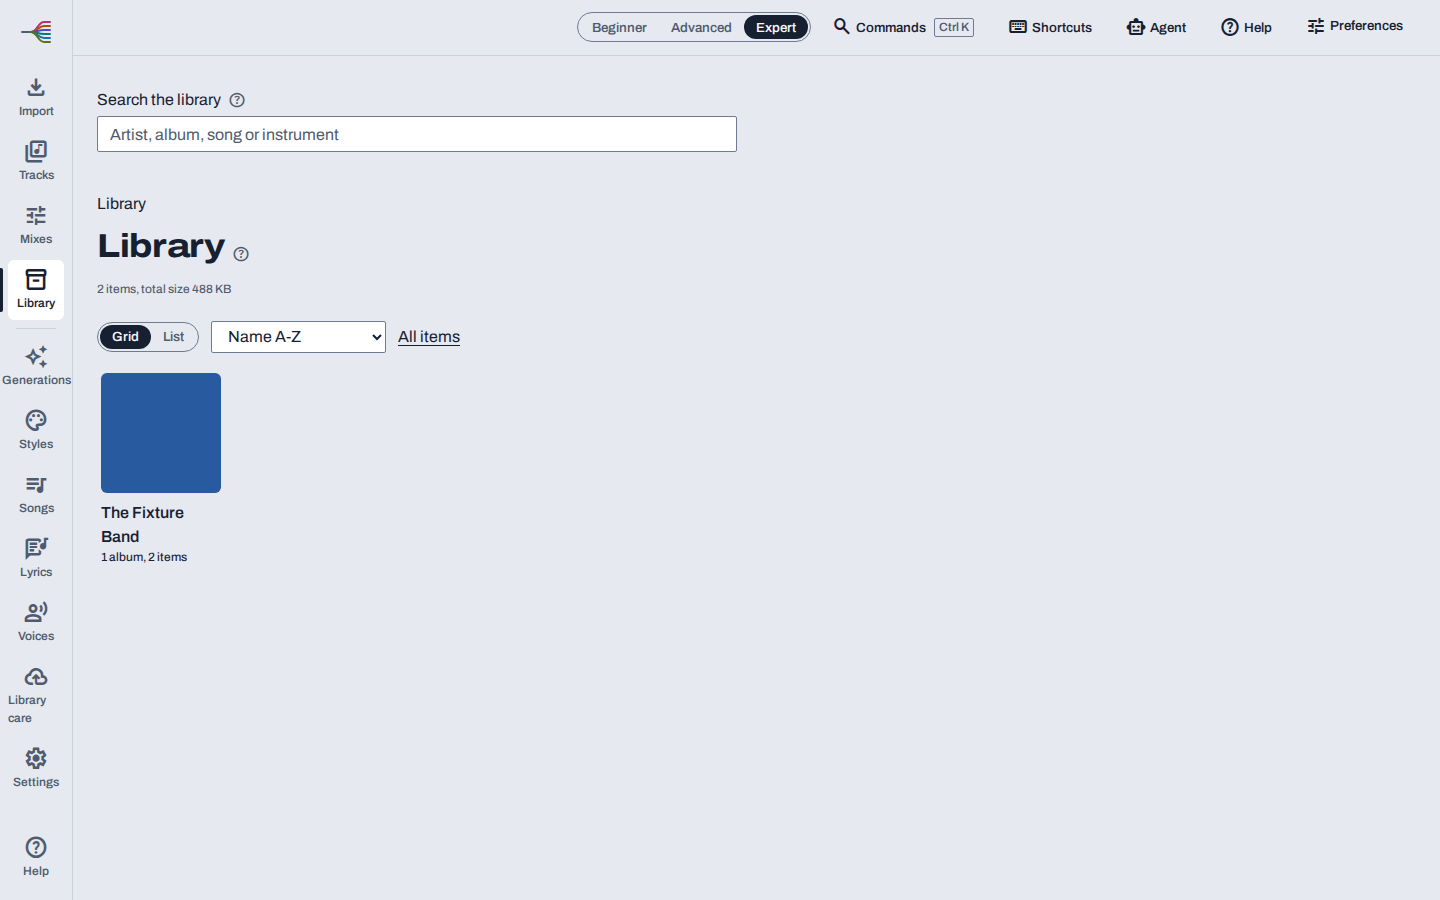 Beginner
Advanced
Expert
Commands
Ctrl K
Shortcuts
Agent
Help
Preferences
Import
Tracks
Mixes
Library
Generations
Styles
Songs
Lyrics
Voices
Library
care
Settings
Help
Search the library
Artist, album, song or instrument
Library
Library
2 items, total size 488 KB
Grid
List
Name A-Z
All items
The Fixture
Band
1 album, 2 items